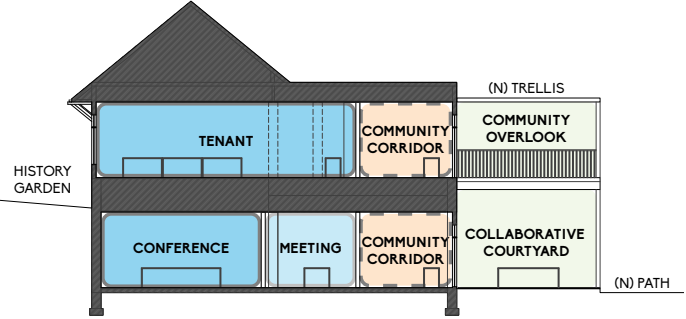 (N) TRELLIS
TENANT
COMMUNITY
CORRIDOR
COMMUNITY
OVERLOOK
HISTORY
GARDEN
CONFERENCE
MEETING
COMMUNITY
CORRIDOR
COLLABORATIVE
COURTYARD
(N) PATH